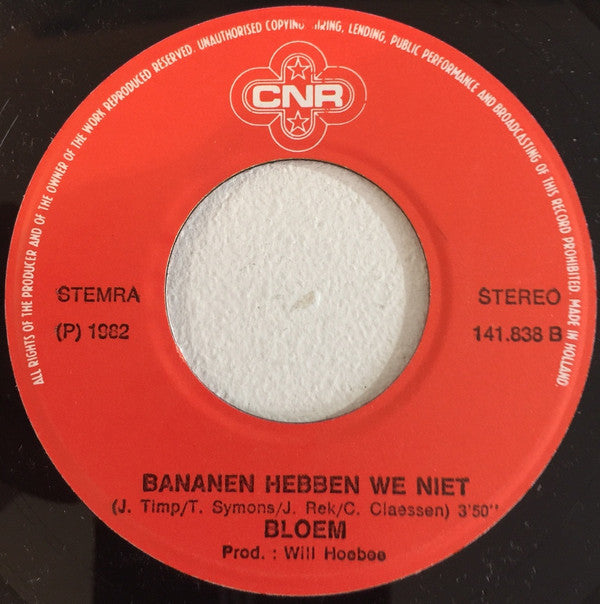 ALL RIGHTS OF THE PRODUCER AND OF THE OWNER OF THE WORK REPRODUCED RESERVED. UNAUTHORISED COPYING, HIRING, LENDING, PUBLIC PERFORMANCE AND BROADCASTING OF THIS RECORD PROHIBITED. MADE IN HOLLAND.
CNR
STEMRA
STEREO
(P) 1982
141.838 B
BANANEN HEBBEN WE NIET
(J. Timp/T. Symons/J. Rek/C. Claessen) 3'50"
BLOEM
Prod. : Will Hoebee